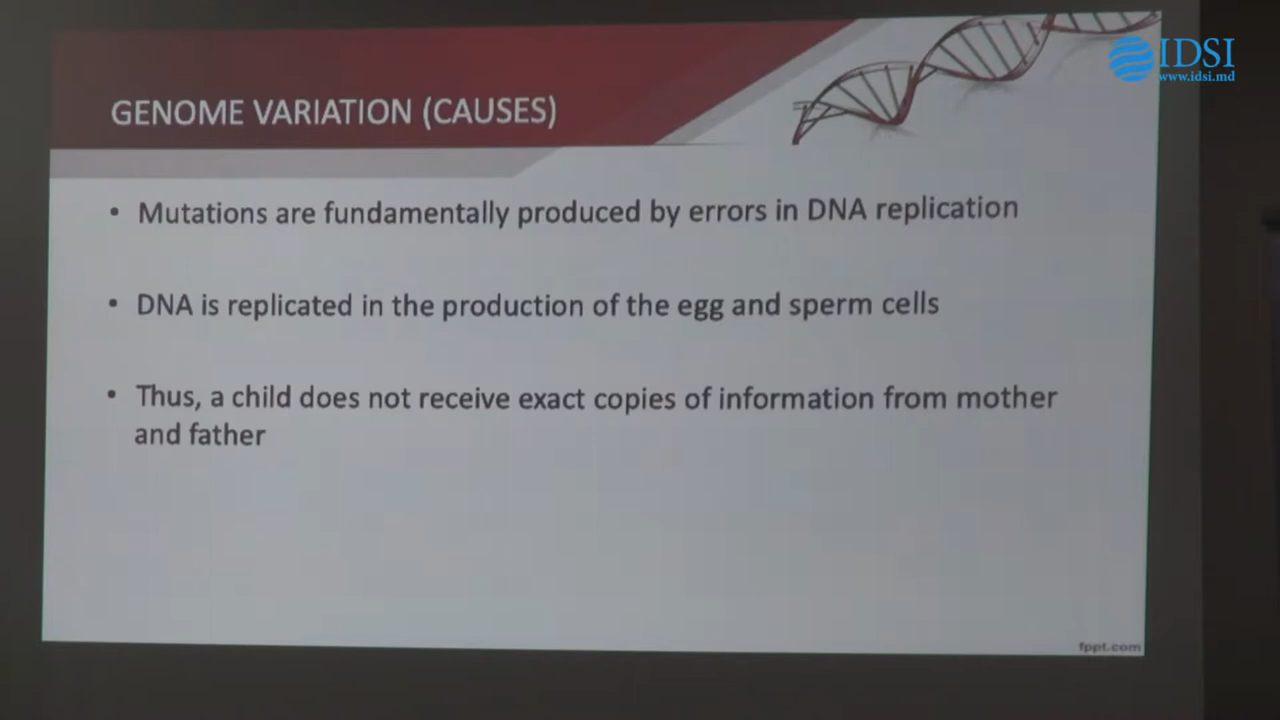 IDSI
www.idsi.md
GENOME VARIATION (CAUSES)
• Mutations are fundamentally produced by errors in DNA replication
• DNA is replicated in the production of the egg and sperm cells
• Thus, a child does not receive exact copies of information from mother
and father
fppt.com